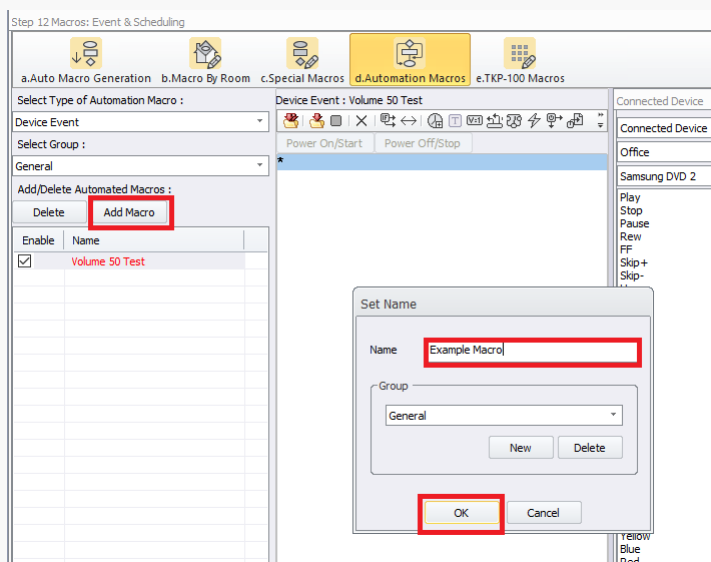 Step 12 Macros: Event & Scheduling
a.Auto Macro Generation b.Macro By Room c.Special Macros d.Automation Macros e.TKP-100 Macros
Select Type of Automation Macro :
Device Event
Select Group :
General
Add/Delete Automated Macros :
Delete Add Macro
Enable Name
Volume 50 Test
Device Event : Volume 50 Test
Power On/Start Power Off/Stop
*
Set Name
Name Example Macro
Group
General
New Delete
OK Cancel
Connected Device
Connected Device
Office
Samsung DVD 2
Play
Stop
Pause
Rew
FF
Skip+
Skip-
Yellow
Blue
Red